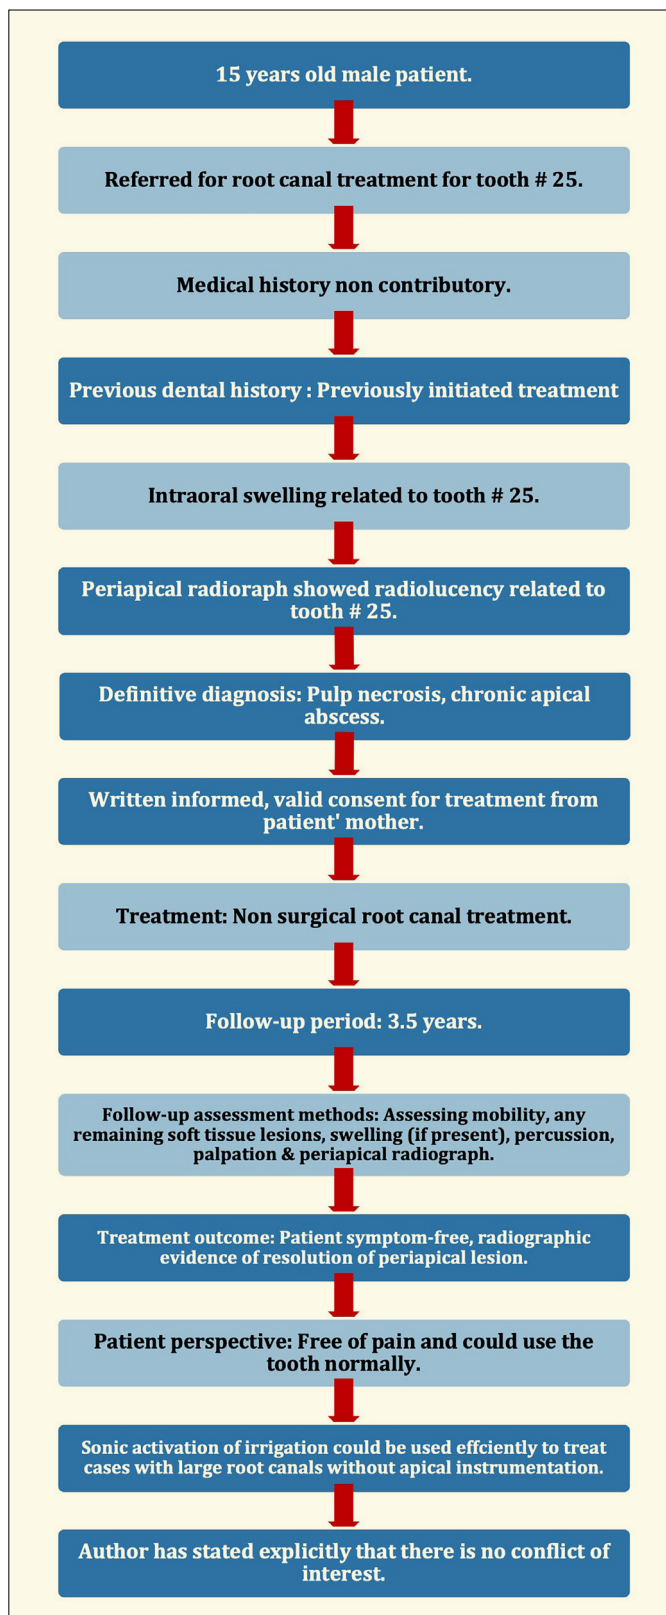 15 years old male patient.
Referred for root canal treatment for tooth # 25.
Medical history non contributory.
Previous dental history : Previously initiated treatment
Intraoral swelling related to tooth # 25.
Periapical radioraph showed radiolucency related to
tooth # 25.
Definitive diagnosis: Pulp necrosis, chronic apical
abscess.
Written informed, valid consent for treatment from
patient' mother.
Treatment: Non surgical root canal treatment.
Follow-up period: 3.5 years.
Follow-up assessment methods: Assessing mobility, any
remaining soft tissue lesions, swelling (if present), percussion,
palpation & periapical radiograph.
Treatment outcome: Patient symptom-free, radiographic
evidence of resolution of periapical lesion.
Patient perspective: Free of pain and could use the
tooth normally.
Sonic activation of irrigation could be used effciently to treat
cases with large root canals without apical instrumentation.
Author has stated explicitly that there is no conflict of
interest.